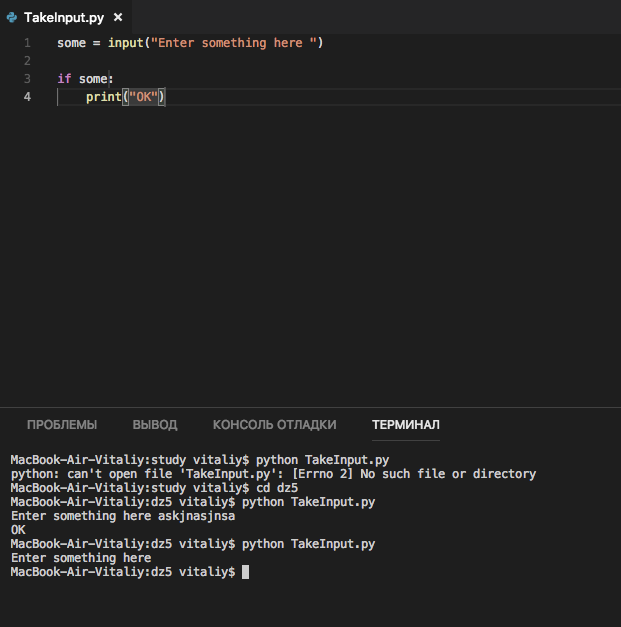 TakeInput.py ×
1 some = input("Enter something here ")
2
3 if some:
4 print("OK")
ПРОБЛЕМЫ ВЫВОД КОНСОЛЬ ОТЛАДКИ ТЕРМИНАЛ
MacBook-Air-Vitaliy:study vitaliy$ python TakeInput.py
python: can't open file 'TakeInput.py': [Errno 2] No such file or directory
MacBook-Air-Vitaliy:study vitaliy$ cd dz5
MacBook-Air-Vitaliy:dz5 vitaliy$ python TakeInput.py
Enter something here askjnasjnsa
OK
MacBook-Air-Vitaliy:dz5 vitaliy$ python TakeInput.py
Enter something here
MacBook-Air-Vitaliy:dz5 vitaliy$